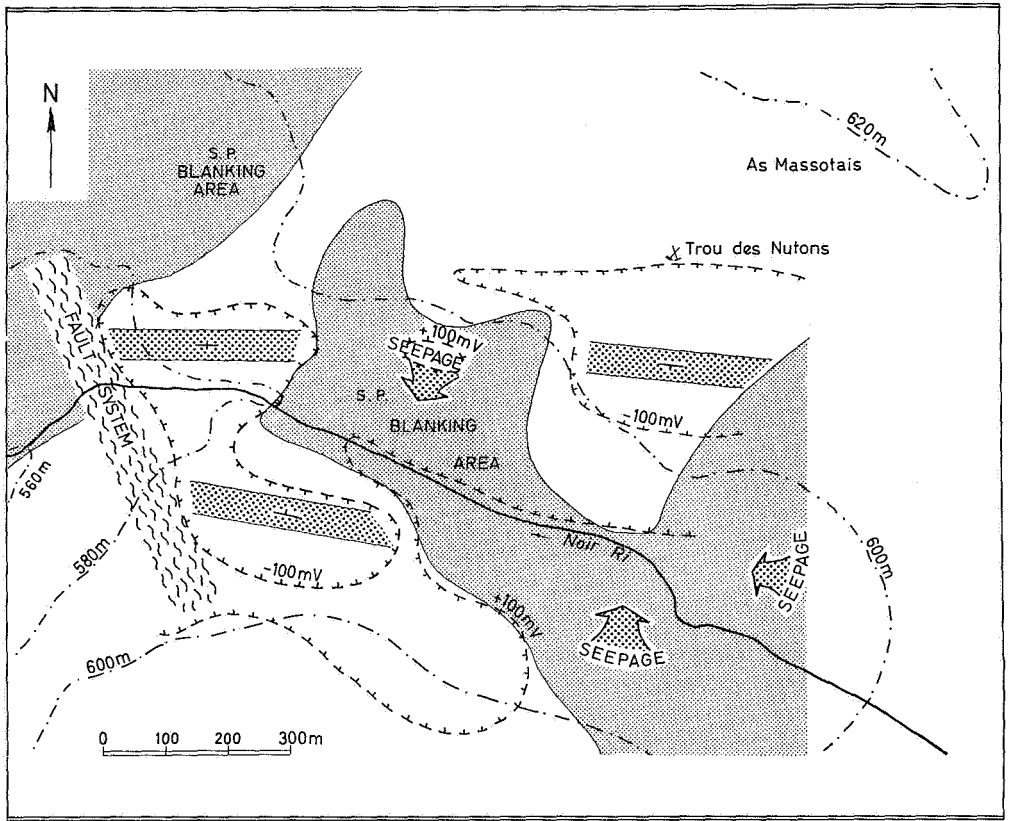 N
S.P.
BLANKING
AREA
620m
As Massotais
Trou des Nutons
FAULT SYSTEM
+100mV
SEEPAGE
S.P.
BLANKING
AREA
-100mV
560m
580m
-100mV
Noir Ri
600m
SEEPAGE
+100mV
SEEPAGE
600m
0 100 200 300m